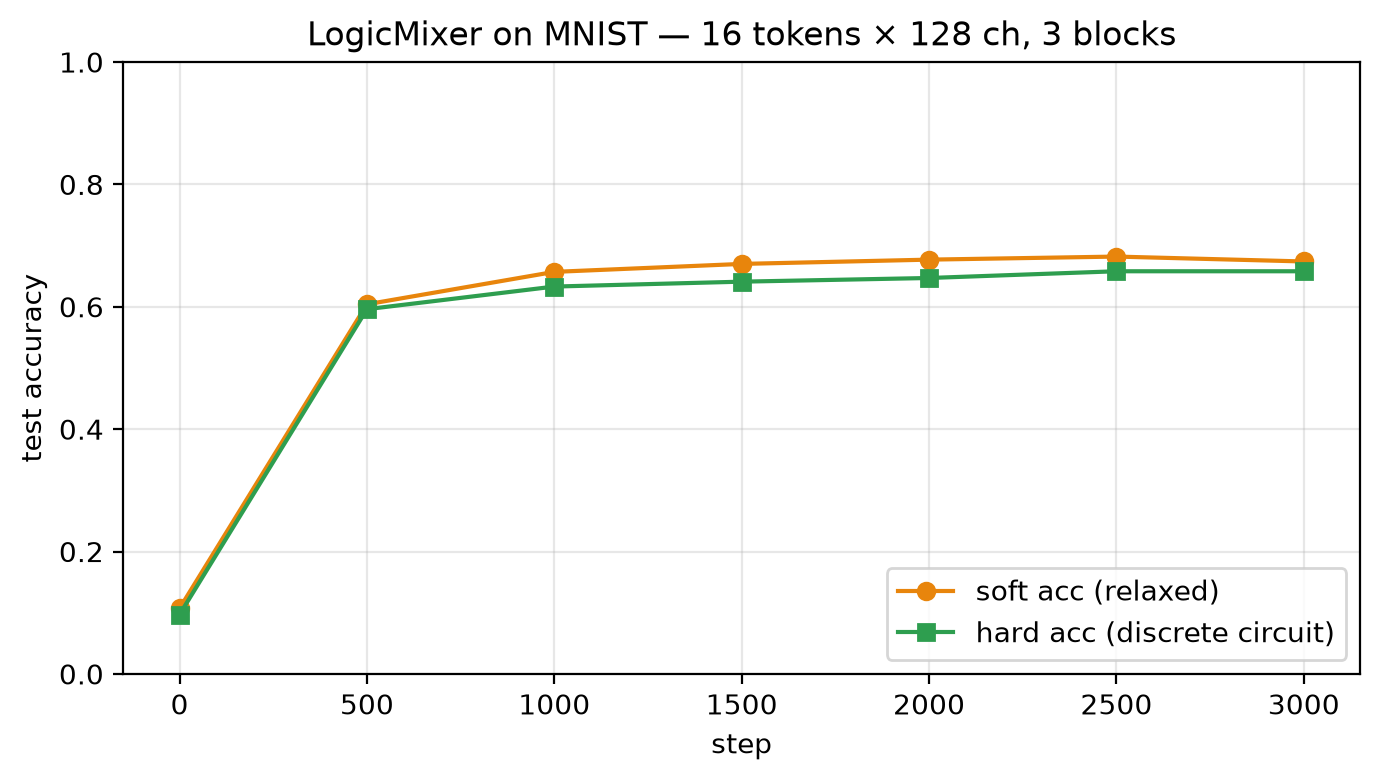 LogicMixer on MNIST — 16 tokens × 128 ch, 3 blocks
1.0
0.8
0.6
0.4
0.2
0.0
test accuracy
soft acc (relaxed)
hard acc (discrete circuit)
0 500 1000 1500 2000 2500 3000
step